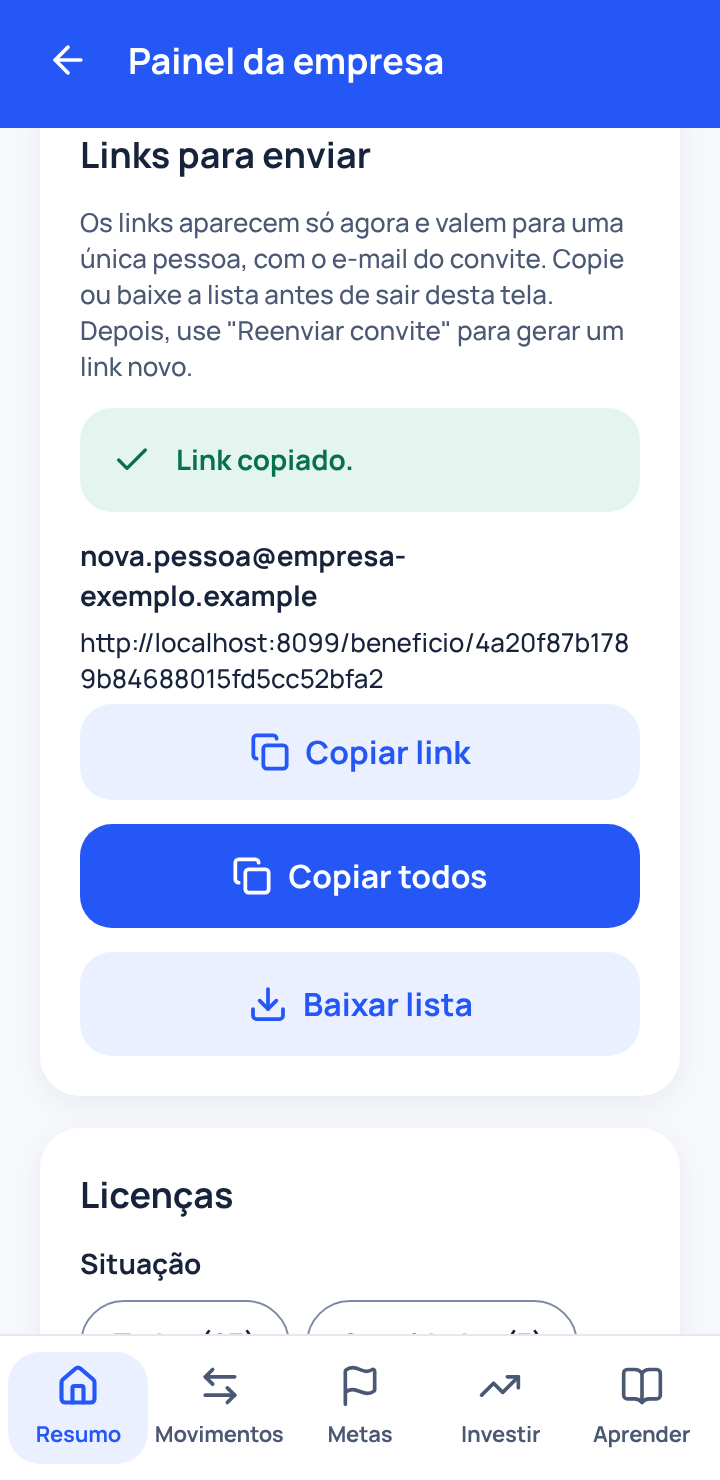 Painel da empresa
Links para enviar
Os links aparecem só agora e valem para uma
única pessoa, com o e-mail do convite. Copie
ou baixe a lista antes de sair desta tela.
Depois, use "Reenviar convite" para gerar um
link novo.
Link copiado.
nova.pessoa@empresa-
exemplo.example
http://localhost:8099/beneficio/4a20f87b178
9b84688015fd5cc52bfa2
Copiar link
Copiar todos
Baixar lista
Licenças
Situação
Resumo
Movimentos
Metas
Investir
Aprender